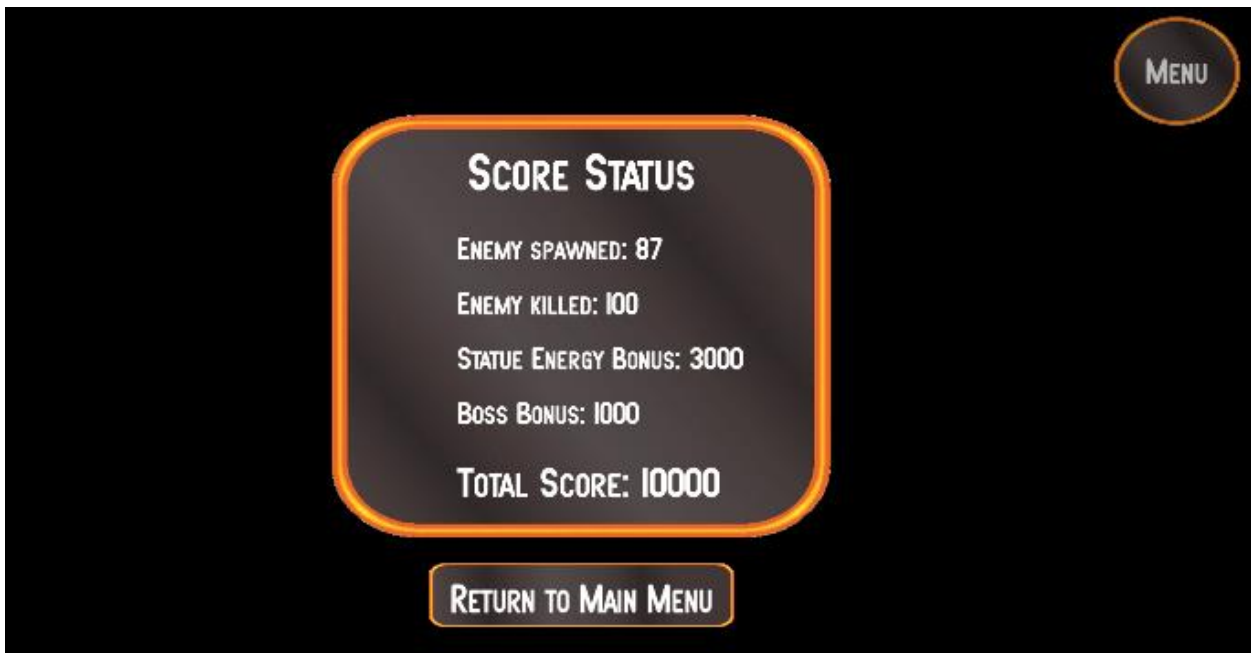 Menu
Score Status
Enemy spawned: 87
Enemy killed: 100
Statue Energy Bonus: 3000
Boss Bonus: 1000
Total Score: 10000
Return to Main Menu